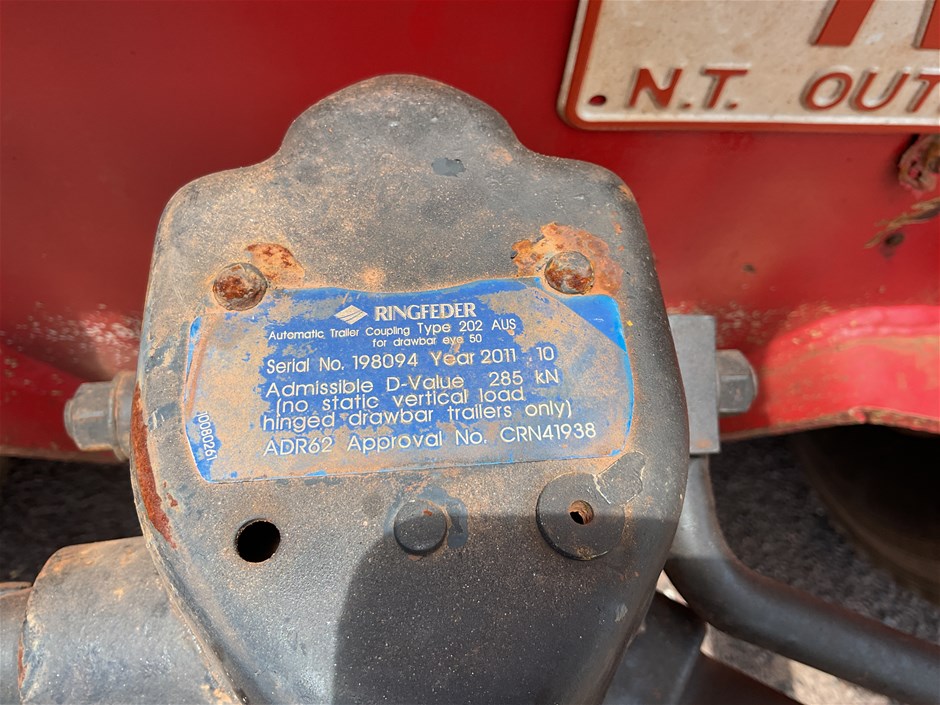 N.T. OUT
RINGFEDER
Automatic Trailer Coupling Type 202 AUS
for drawbar eye 50
Serial No. 198094 Year 2011 .10
Admissible D-Value 285 kN
(no static vertical load
hinged drawbar trailers only)
ADR62 Approval No. CRN41938
10080261